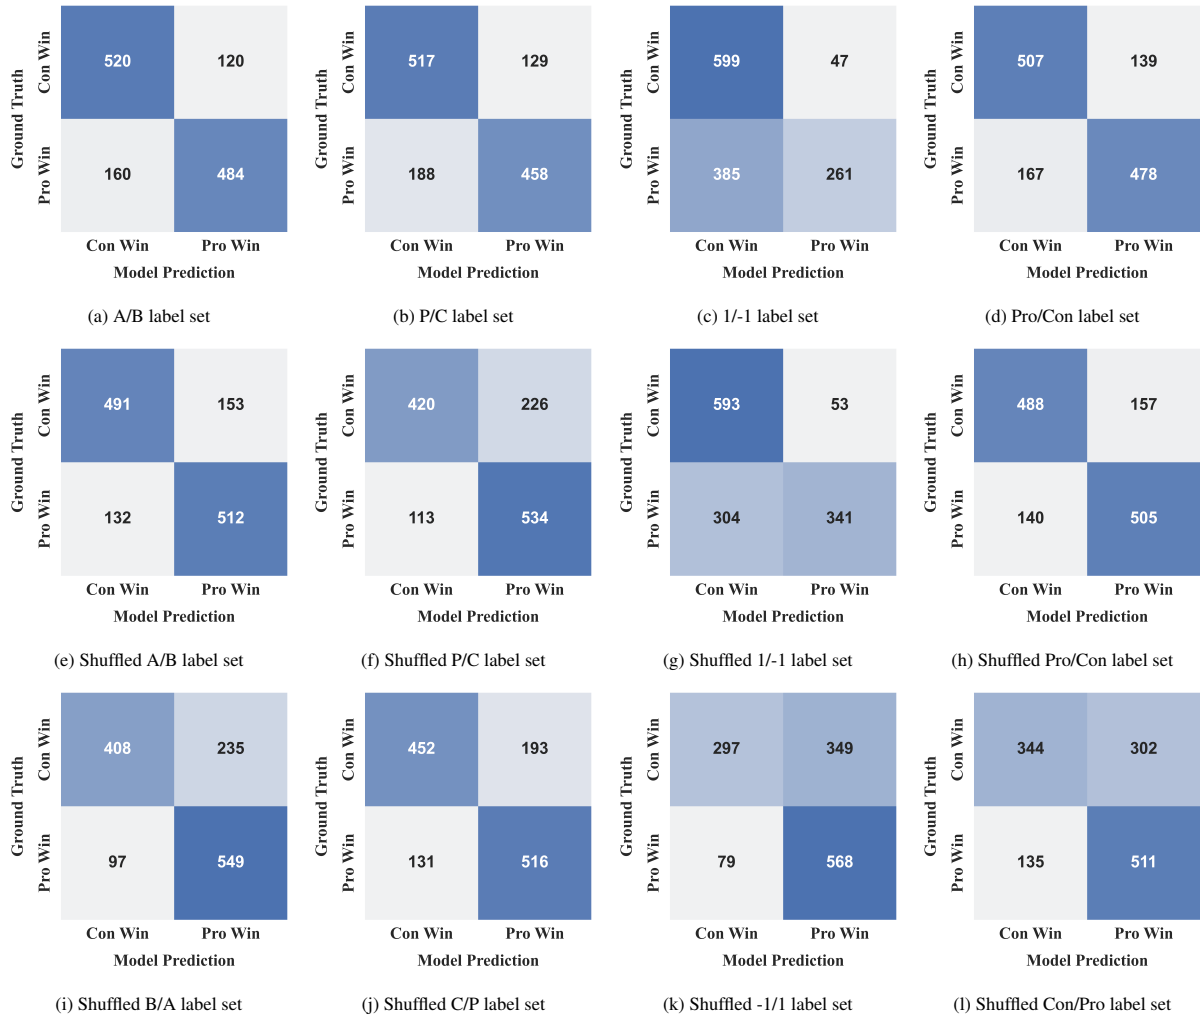 Ground Truth
Con Win
Pro Win
520 120
160 484
Con Win Pro Win
Model Prediction
(a) A/B label set
Ground Truth
Con Win
Pro Win
517 129
188 458
Con Win Pro Win
Model Prediction
(b) P/C label set
Ground Truth
Con Win
Pro Win
599 47
385 261
Con Win Pro Win
Model Prediction
(c) 1/-1 label set
Ground Truth
Con Win
Pro Win
507 139
167 478
Con Win Pro Win
Model Prediction
(d) Pro/Con label set
Ground Truth
Con Win
Pro Win
491 153
132 512
Con Win Pro Win
Model Prediction
(e) Shuffled A/B label set
Ground Truth
Con Win
Pro Win
420 226
113 534
Con Win Pro Win
Model Prediction
(f) Shuffled P/C label set
Ground Truth
Con Win
Pro Win
593 53
304 341
Con Win Pro Win
Model Prediction
(g) Shuffled 1/-1 label set
Ground Truth
Con Win
Pro Win
488 157
140 505
Con Win Pro Win
Model Prediction
(h) Shuffled Pro/Con label set
Ground Truth
Con Win
Pro Win
408 235
97 549
Con Win Pro Win
Model Prediction
(i) Shuffled B/A label set
Ground Truth
Con Win
Pro Win
452 193
131 516
Con Win Pro Win
Model Prediction
(j) Shuffled C/P label set
Ground Truth
Con Win
Pro Win
297 349
79 568
Con Win Pro Win
Model Prediction
(k) Shuffled -1/1 label set
Ground Truth
Con Win
Pro Win
344 302
135 511
Con Win Pro Win
Model Prediction
(l) Shuffled Con/Pro label set